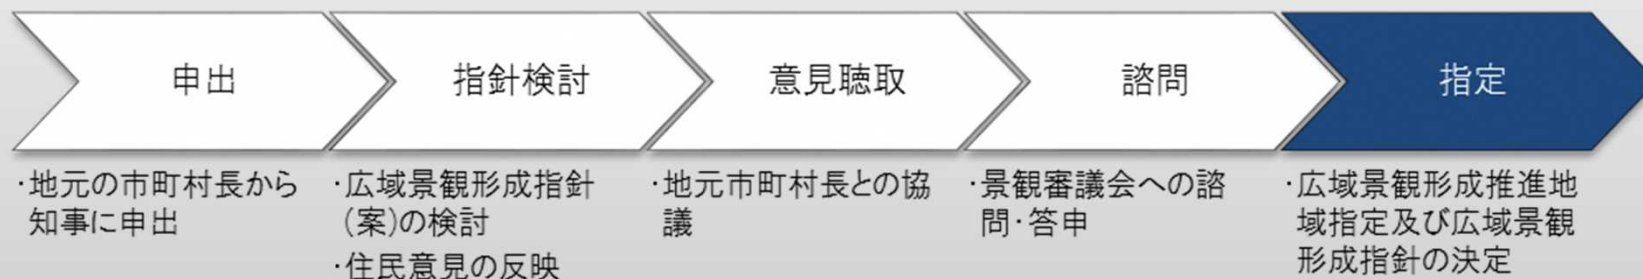 申出
指針検討
意見聴取
諮問
指定
・地元の市町村長から
知事に申出
・広域景観形成指針
(案)の検討
・住民意見の反映
・地元市町村長との協
議
・景観審議会への諮
問・答申
・広域景観形成推進地
域指定及び広域景観
形成指針の決定